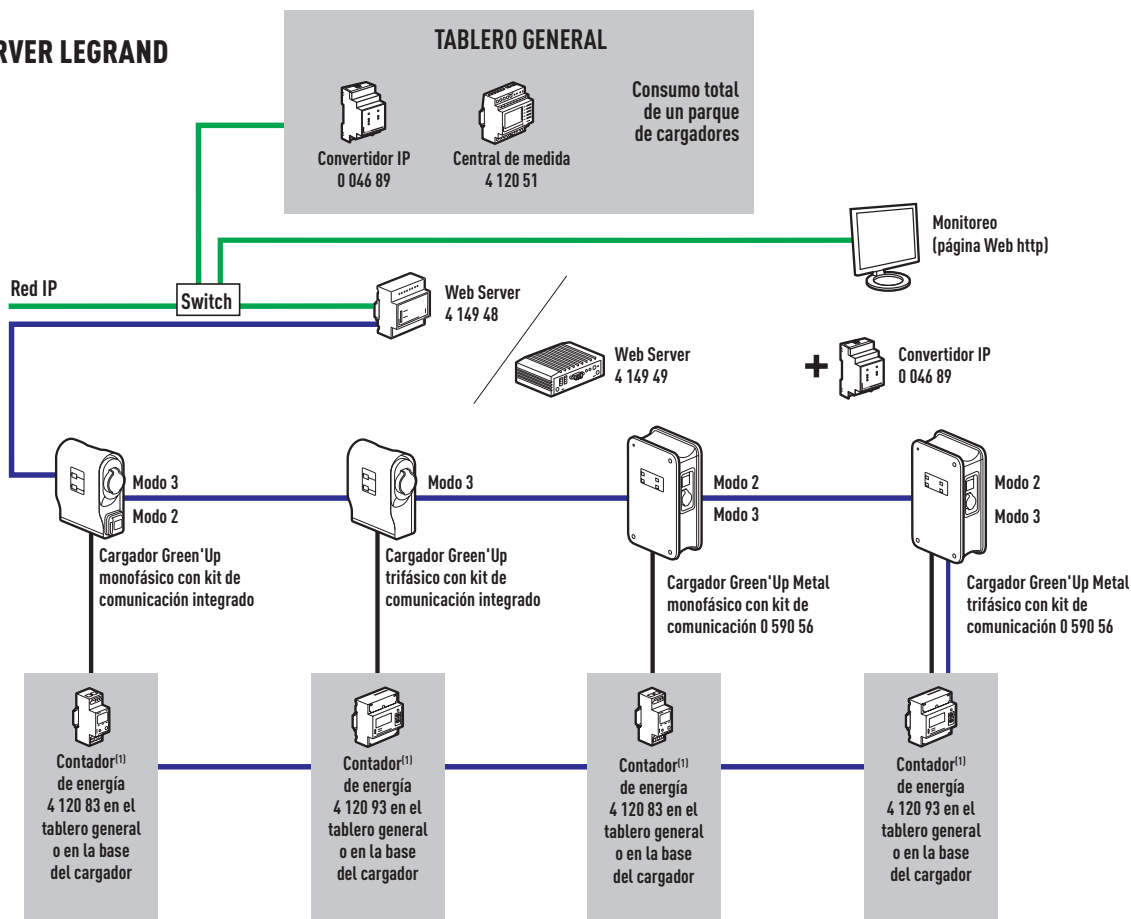 RVER LEGRAND
TABLERO GENERAL
Consumo total
de un parque
de cargadores
Convertidor IP
0 046 89
Central de medida
4 120 51
Monitoreo
(página Web http)
Red IP
Switch
Web Server
4 149 48
Web Server
4 149 49
+
Convertidor IP
0 046 89
Modo 3
Modo 2
Modo 3
Modo 2
Modo 3
Modo 2
Modo 3
Cargador Green'Up
monofásico con kit de
comunicación integrado
Cargador Green'Up
trifásico con kit de
comunicación integrado
Cargador Green'Up Metal
monofásico con kit de
comunicación 0 590 56
Cargador Green'Up Metal
trifásico con kit de
comunicación 0 590 56
Contador(1)
de energía
4 120 83 en el
tablero general
o en la base
del cargador
Contador(1)
de energía
4 120 93 en el
tablero general
o en la base
del cargador
Contador(1)
de energía
4 120 83 en el
tablero general
o en la base
del cargador
Contador(1)
de energía
4 120 93 en el
tablero general
o en la base
del cargador